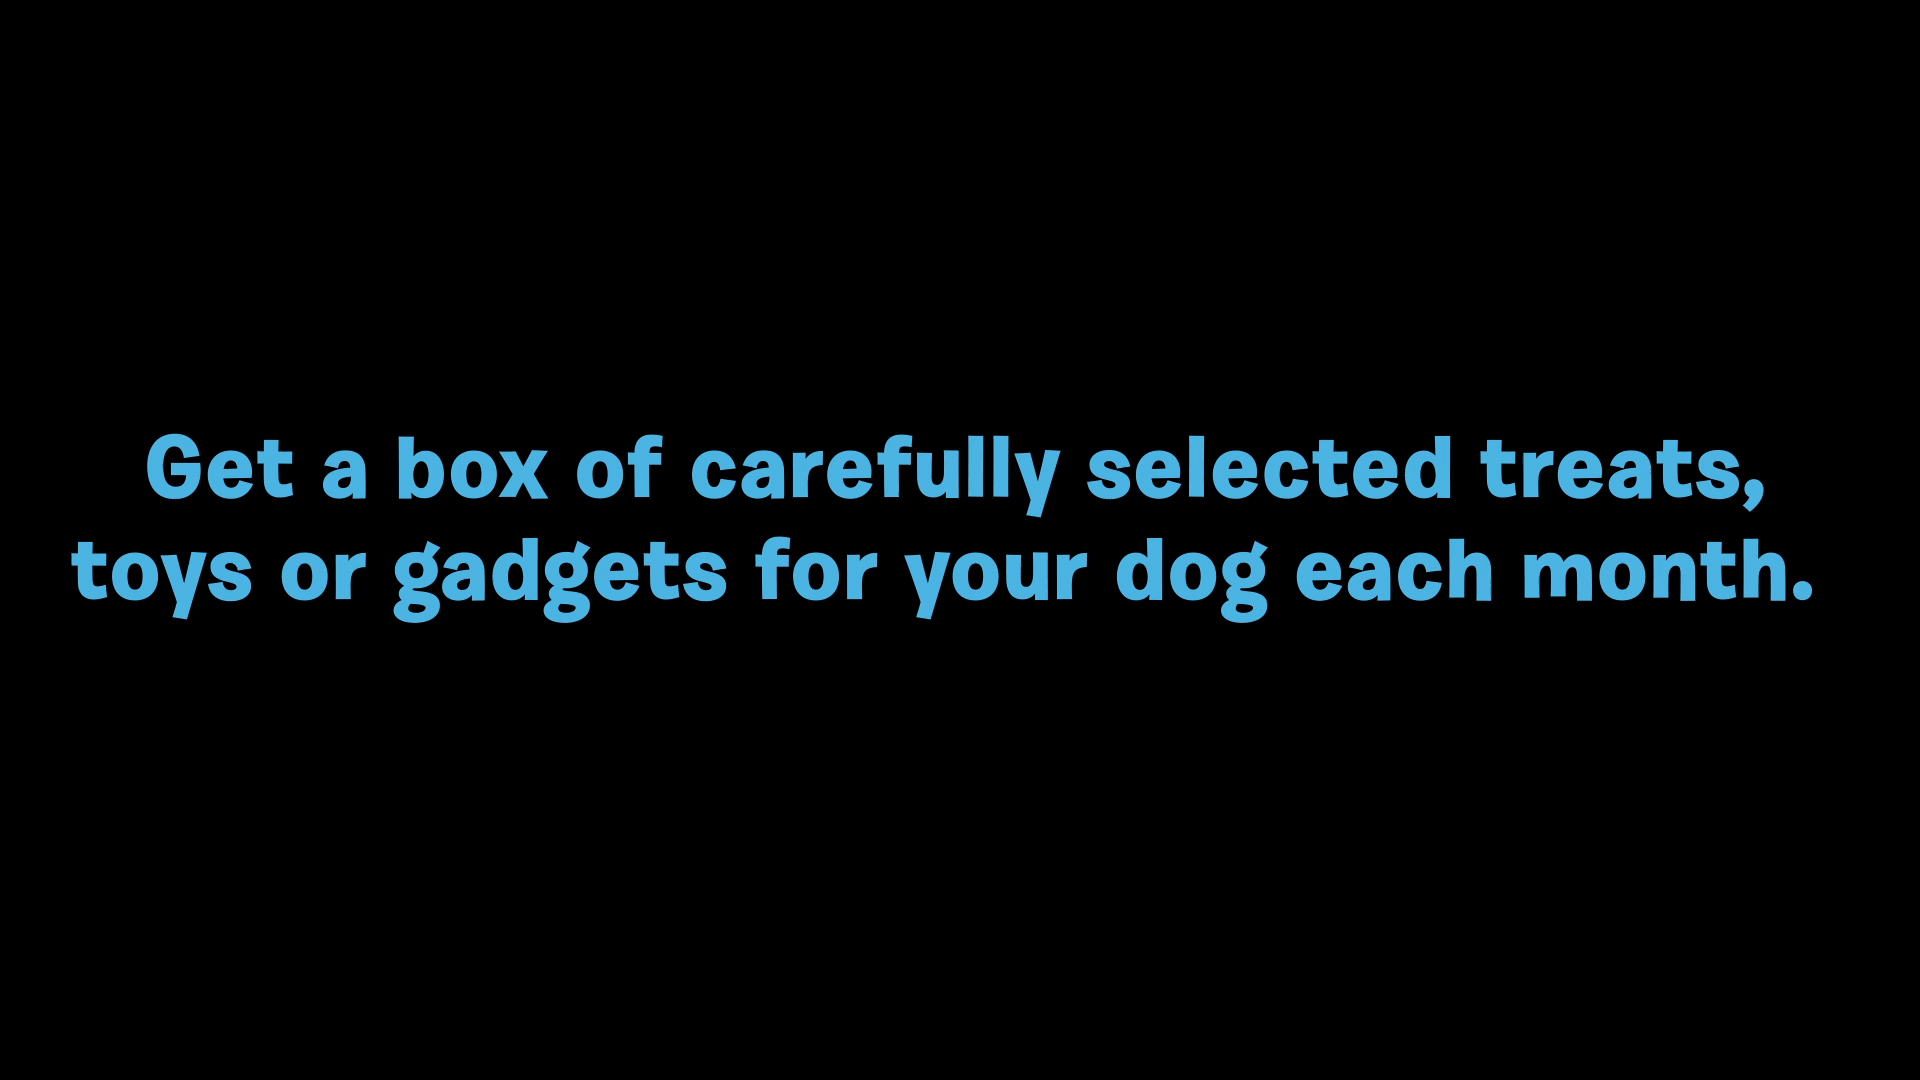 Get a box of carefully selected treats,
toys or gadgets for your dog each month.